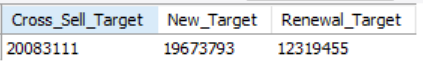 Cross_Sell_Target New_Target Renewal_Target
20083111 19673793 12319455